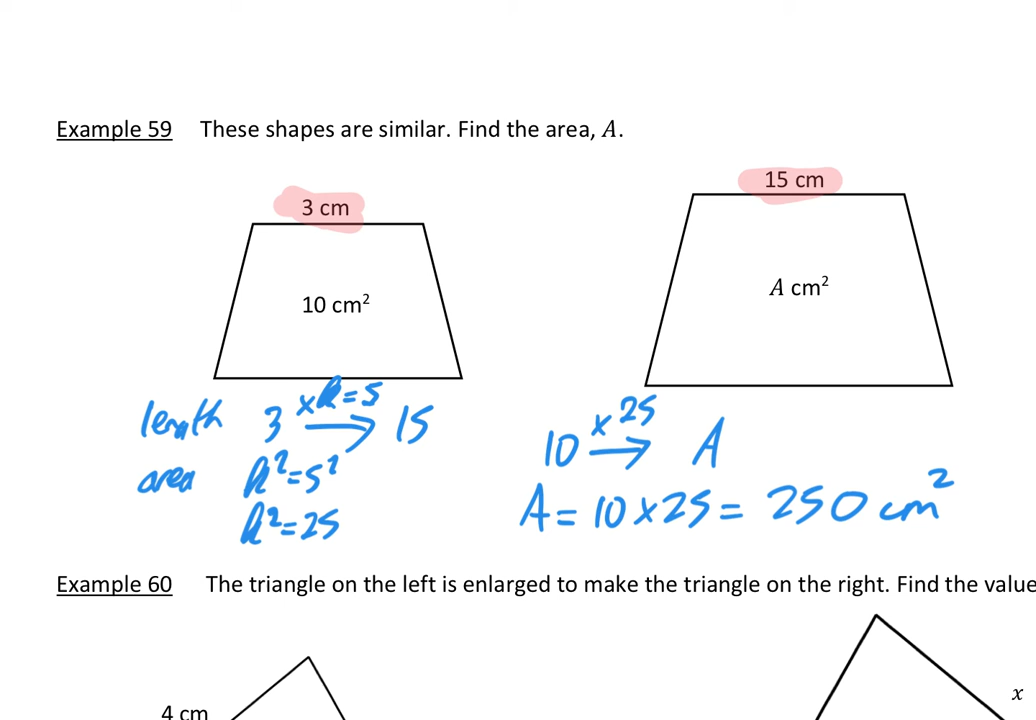 Example 59 These shapes are similar. Find the area, A.
3 cm
15 cm
10 cm²
A cm²
length 3 ×k=5 → 15
area k²=5²
k²=25
10 ×25 → A
A = 10×25 = 250 cm²
Example 60 The triangle on the left is enlarged to make the triangle on the right. Find the value
4 cm
x